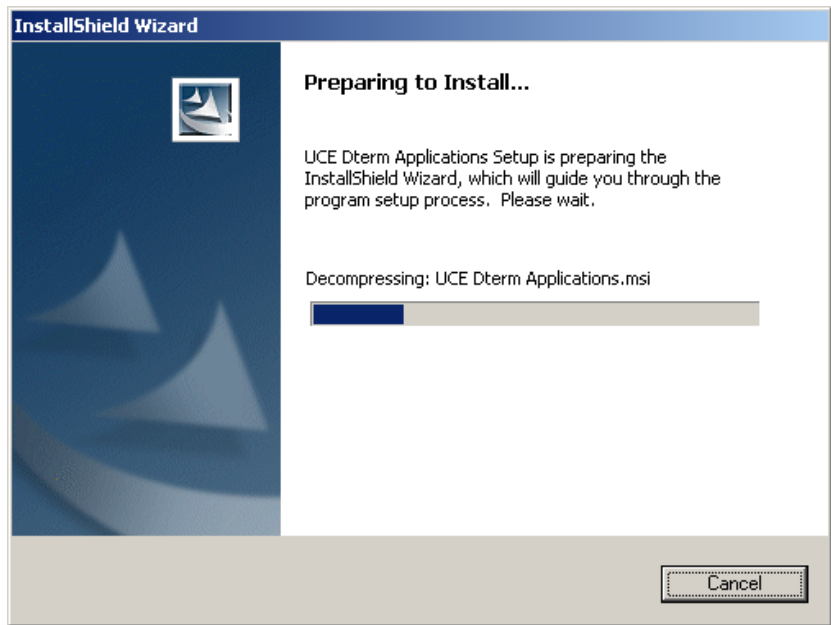 InstallShield Wizard
Preparing to Install...
UCE Dterm Applications Setup is preparing the
InstallShield Wizard, which will guide you through the
program setup process.  Please wait.
Decompressing: UCE Dterm Applications.msi
Cancel